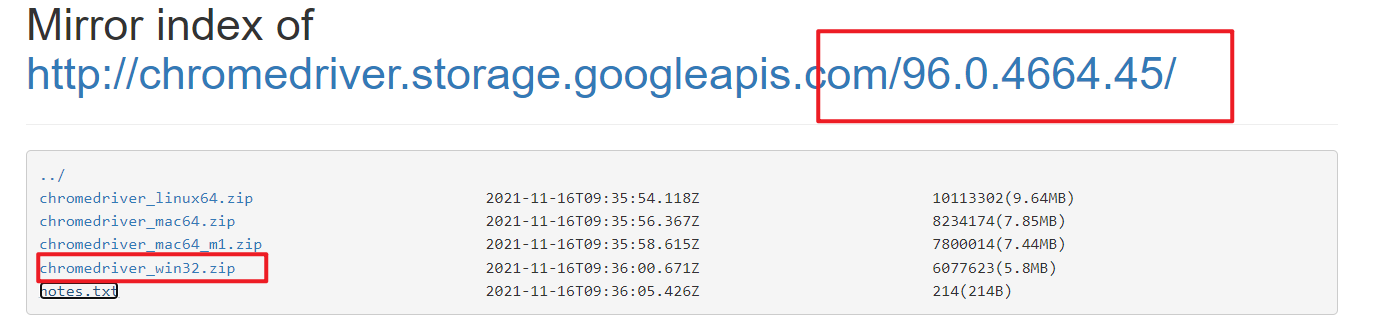 Mirror index of
http://chromedriver.storage.googleapis.com/96.0.4664.45/
../
chromedriver_linux64.zip 2021-11-16T09:35:54.118Z 10113302(9.64MB)
chromedriver_mac64.zip 2021-11-16T09:35:56.367Z 8234174(7.85MB)
chromedriver_mac64_m1.zip 2021-11-16T09:35:58.615Z 7800014(7.44MB)
chromedriver_win32.zip 2021-11-16T09:36:00.671Z 6077623(5.8MB)
notes.txt 2021-11-16T09:36:05.426Z 214(214B)